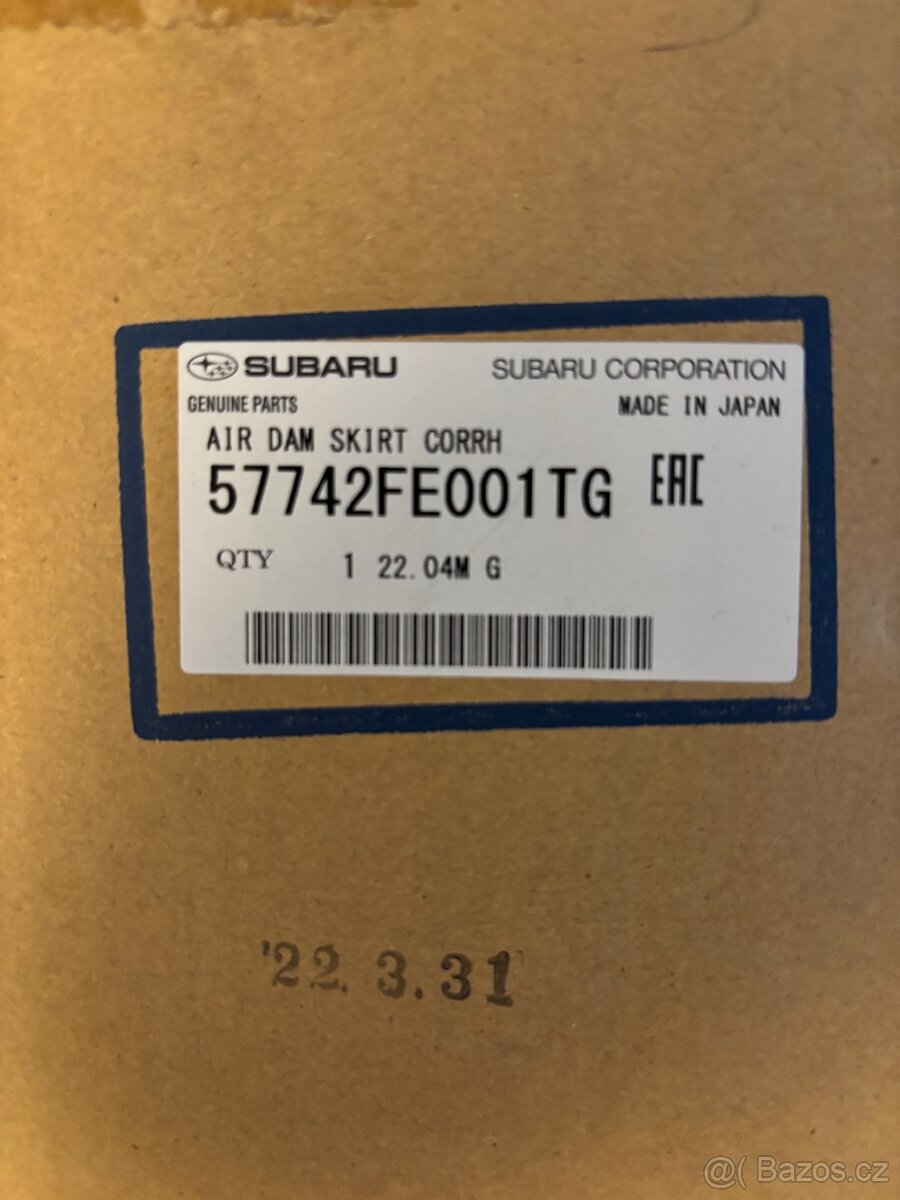 SUBARU SUBARU CORPORATION
GENUINE PARTS MADE IN JAPAN
AIR DAM SKIRT CORRH
57742FE001TG EAC
QTY 1 22.04M G
'22. 3. 31
@( Bazoš.cz